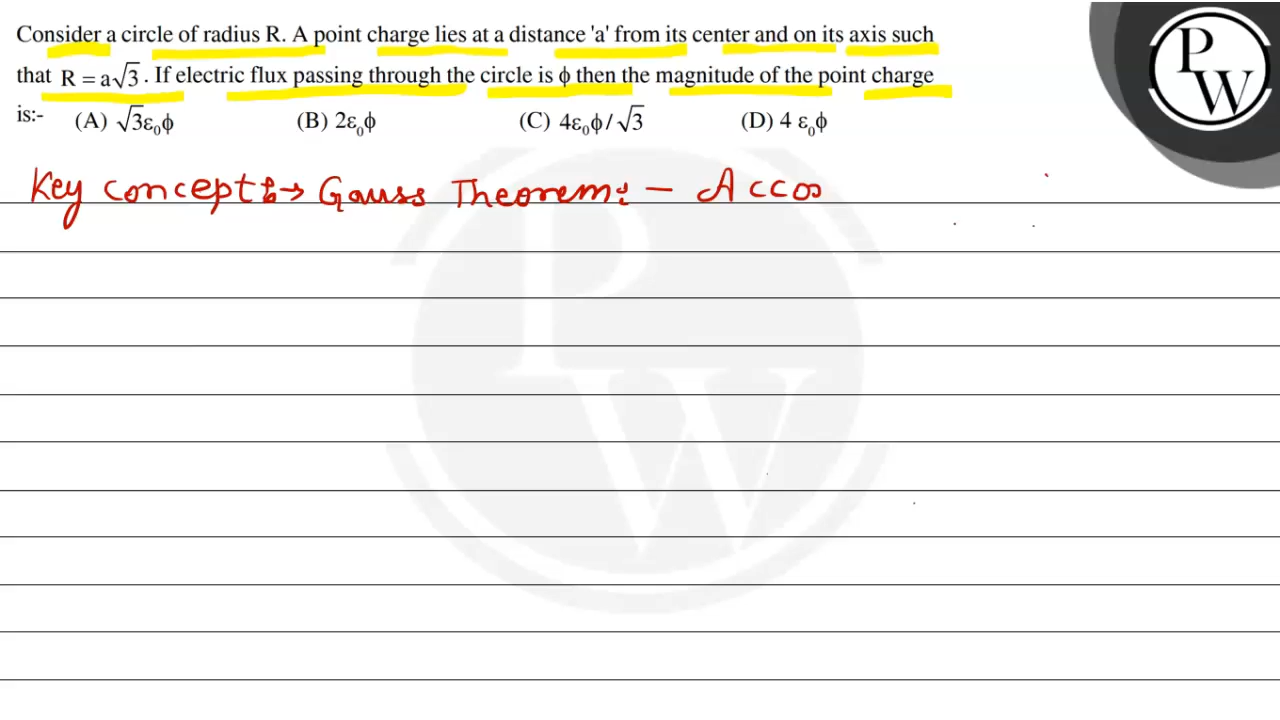 Consider a circle of radius R. A point charge lies at a distance 'a' from its center and on its axis such
that R = a√3. If electric flux passing through the circle is ϕ then the magnitude of the point charge
is:- (A) √3ε₀ϕ (B) 2ε₀ϕ (C) 4ε₀ϕ/√3 (D) 4 ε₀ϕ
Key concept:→ Gauss Theorem:- Acco
P
W